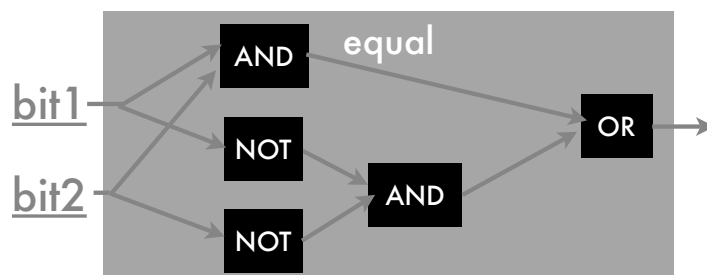 AND
equal
bit1
OR
NOT
AND
bit2
NOT